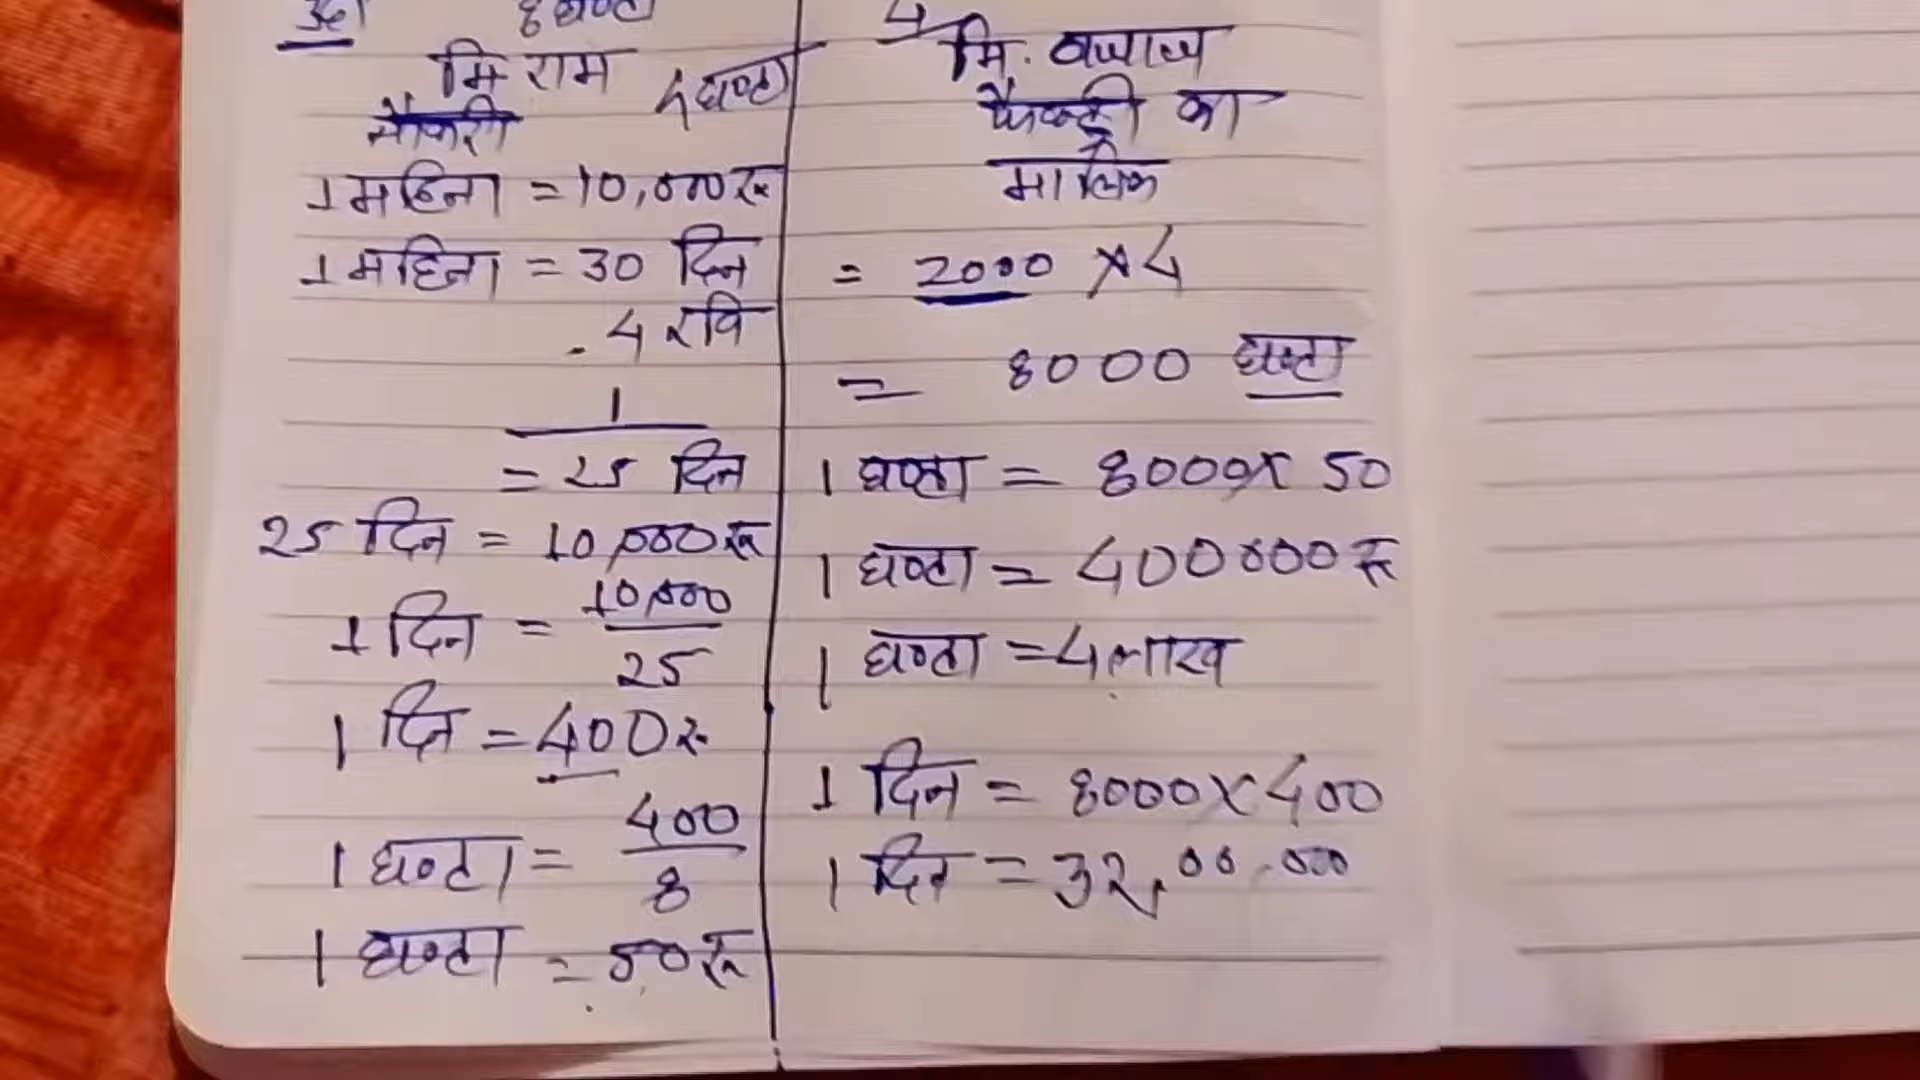 8 घण्टा
मि राम
4 घण्टा
नौकरी
1 महिना = 10,000 रू
1 महिना = 30 दिन
- 4 रवि
1
= 25 दिन
25 दिन = 10,000 रू
1 दिन = 10,000
25
1 दिन = 400 रू
1 घण्टा = 400
8
1 घण्टा = 50 रू
4
मि. बजाज
फैक्ट्री का
मालिक
= 2000 × 4
= 8000 घण्टा
1 घण्टा = 8000 × 50
1 घण्टा = 400000 रू
1 घण्टा = 4 लाख
1 दिन = 8000 × 400
1 दिन = 32,00,000